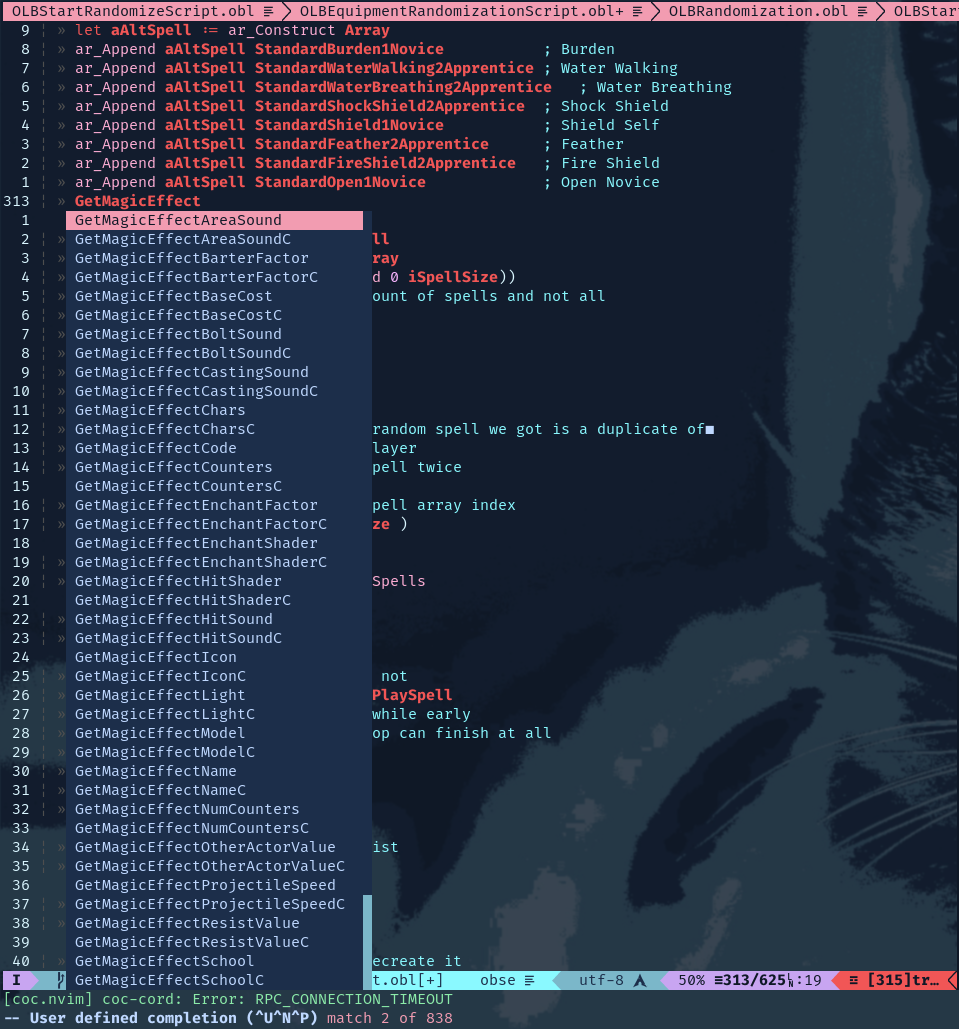 OLBStartRandomizeScript.obl OLBEquipmentRandomizationScript.obl+ OLBRandomization.obl OLBStar
9 » let aAltSpell := ar_Construct Array
8 » ar_Append aAltSpell StandardBurden1Novice ; Burden
7 » ar_Append aAltSpell StandardWaterWalking2Apprentice ; Water Walking
6 » ar_Append aAltSpell StandardWaterBreathing2Apprentice ; Water Breathing
5 » ar_Append aAltSpell StandardShockShield2Apprentice ; Shock Shield
4 » ar_Append aAltSpell StandardShield1Novice ; Shield Self
3 » ar_Append aAltSpell StandardFeather2Apprentice ; Feather
2 » ar_Append aAltSpell StandardFireShield2Apprentice ; Fire Shield
1 » ar_Append aAltSpell StandardOpen1Novice ; Open Novice
313 » GetMagicEffect
1 GetMagicEffectAreaSound
2 » GetMagicEffectAreaSoundC ll
3 » GetMagicEffectBarterFactor ray
4 » GetMagicEffectBarterFactorC d 0 iSpellSize))
5 » GetMagicEffectBaseCost ount of spells and not all
6 » GetMagicEffectBaseCostC
7 » GetMagicEffectBoltSound
8 » GetMagicEffectBoltSoundC
9 » GetMagicEffectCastingSound
10 » GetMagicEffectCastingSoundC
11 » GetMagicEffectChars
12 » GetMagicEffectCharsC random spell we got is a duplicate of
13 » GetMagicEffectCode layer
14 » GetMagicEffectCounters pell twice
15 GetMagicEffectCountersC
16 » GetMagicEffectEnchantFactor pell array index
17 » GetMagicEffectEnchantFactorC ze )
18 GetMagicEffectEnchantShader
19 » GetMagicEffectEnchantShaderC
20 » GetMagicEffectHitShader Spells
21 GetMagicEffectHitShaderC
22 » GetMagicEffectHitSound
23 » GetMagicEffectHitSoundC
24 GetMagicEffectIcon
25 » GetMagicEffectIconC not
26 » GetMagicEffectLight PlaySpell
27 » GetMagicEffectLightC while early
28 » GetMagicEffectModel op can finish at all
29 » GetMagicEffectModelC
30 » GetMagicEffectName
31 » GetMagicEffectNameC
32 » GetMagicEffectNumCounters
33 GetMagicEffectNumCountersC
34 » GetMagicEffectOtherActorValue ist
35 » GetMagicEffectOtherActorValueC
36 GetMagicEffectProjectileSpeed
37 » GetMagicEffectProjectileSpeedC
38 » GetMagicEffectResistValue
39 GetMagicEffectResistValueC
40 » GetMagicEffectSchool ecreate it
I GetMagicEffectSchoolC t.obl[+] obse utf-8 50% ≡313/625:19 [315]tr…
[coc.nvim] coc-cord: Error: RPC_CONNECTION_TIMEOUT
-- User defined completion (^U^N^P) match 2 of 838